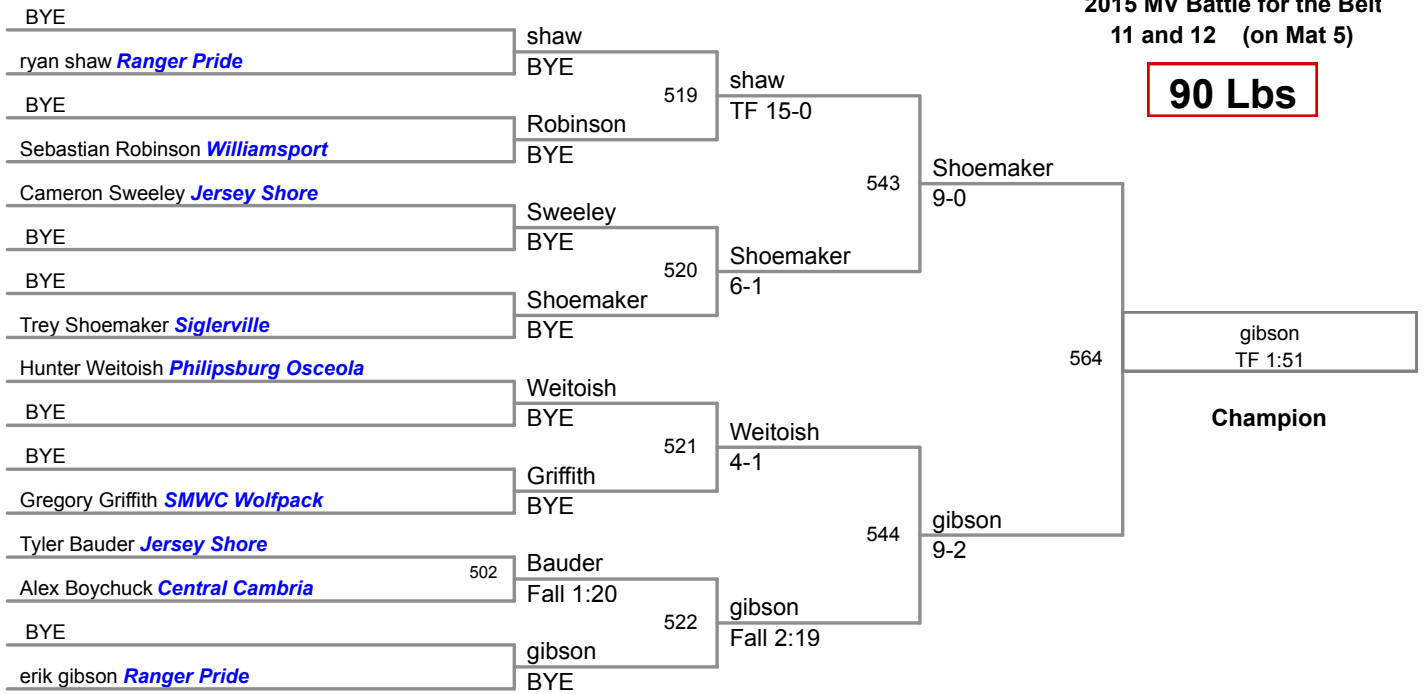 2015 MV Battle for the Belt
11 and 12 (on Mat 5)
90 Lbs
BYE
ryan shaw Ranger Pride
BYE
Sebastian Robinson Williamsport
Cameron Sweeley Jersey Shore
BYE
BYE
Trey Shoemaker Siglerville
Hunter Weitoish Philipsburg Osceola
BYE
BYE
Gregory Griffith SMWC Wolfpack
Tyler Bauder Jersey Shore
502
Alex Boychuck Central Cambria
BYE
erik gibson Ranger Pride
shaw
BYE
519
Robinson
BYE
Sweeley
BYE
520
Shoemaker
BYE
Weitoish
BYE
521
Griffith
BYE
Bauder
Fall 1:20
522
gibson
BYE
shaw
TF 15-0
543
Shoemaker
6-1
Weitoish
4-1
544
gibson
Fall 2:19
Shoemaker
9-0
564
gibson
9-2
gibson
TF 1:51
Champion